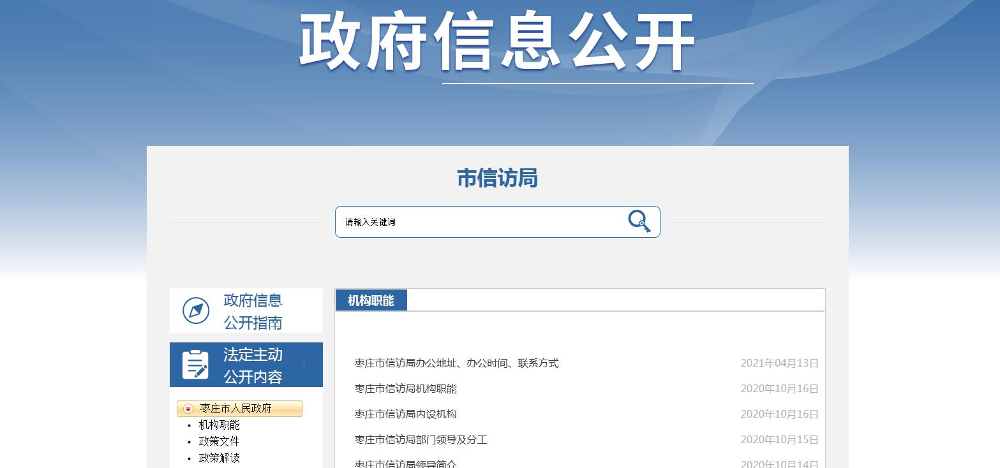 政府信息公开
市信访局
请输入关键词
政府信息
公开指南
法定主动
公开内容
枣庄市人民政府
机构职能
政策文件
政策解读
机构职能
枣庄市信访局办公地址、办公时间、联系方式 2021年04月13日
枣庄市信访局机构职能 2020年10月16日
枣庄市信访局内设机构 2020年10月16日
枣庄市信访局部门领导及分工 2020年10月15日
枣庄市信访局领导简介 2020年10月14日